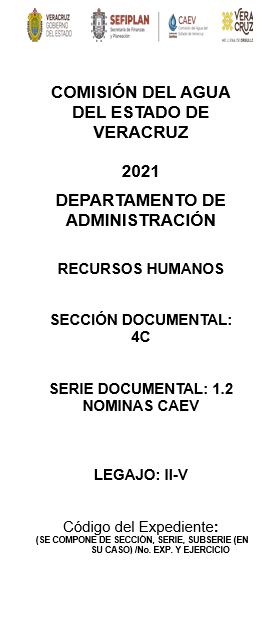 VERACRUZ
GOBIERNO
DEL ESTADO
SEFIPLAN
Secretaría de Finanzas
y Planeación
CAEV
Comisión del Agua del
Estado de Veracruz
VERA
CRUZ
ME LLENA DE ORGULLO
COMISIÓN DEL AGUA
DEL ESTADO DE
VERACRUZ
2021
DEPARTAMENTO DE
ADMINISTRACIÓN
RECURSOS HUMANOS
SECCIÓN DOCUMENTAL:
4C
SERIE DOCUMENTAL: 1.2
NOMINAS CAEV
LEGAJO: II-V
Código del Expediente:
(SE COMPONE DE SECCIÓN, SERIE, SUBSERIE (EN
SU CASO) /No. EXP. Y EJERCICIO